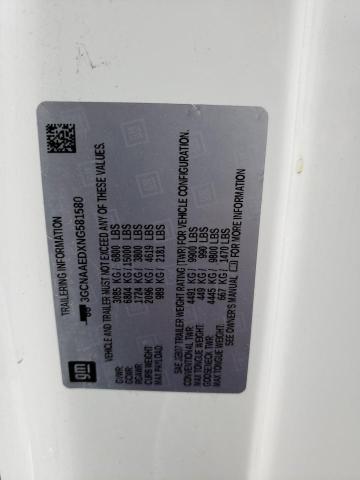 gm
TRAILERING INFORMATION
3GCNAAEDXNG581580
VEHICLE AND TRAILER MUST NOT EXCEED ANY OF THESE VALUES.
GVWR: 3085 KG/ 6800 LBS
GCWR: 6804 KG/15000 LBS
RGAWR: 1724 KG/ 3800 LBS
CURB WEIGHT: 2096 KG/ 4619 LBS
MAX PAYLOAD: 989 KG/ 2181 LBS
SAE J2807 TRAILER WEIGHT RATING (TWR) FOR VEHICLE CONFIGURATION.
CONVENTIONAL TWR: 4491 KG/ 9900 LBS
MAX TONGUE WEIGHT: 449 KG/ 990 LBS
GOOSENECK TWR: 4445 KG/ 9800 LBS
MAX TONGUE WEIGHT: 667 KG/ 1470 LBS
SEE OWNER'S MANUAL